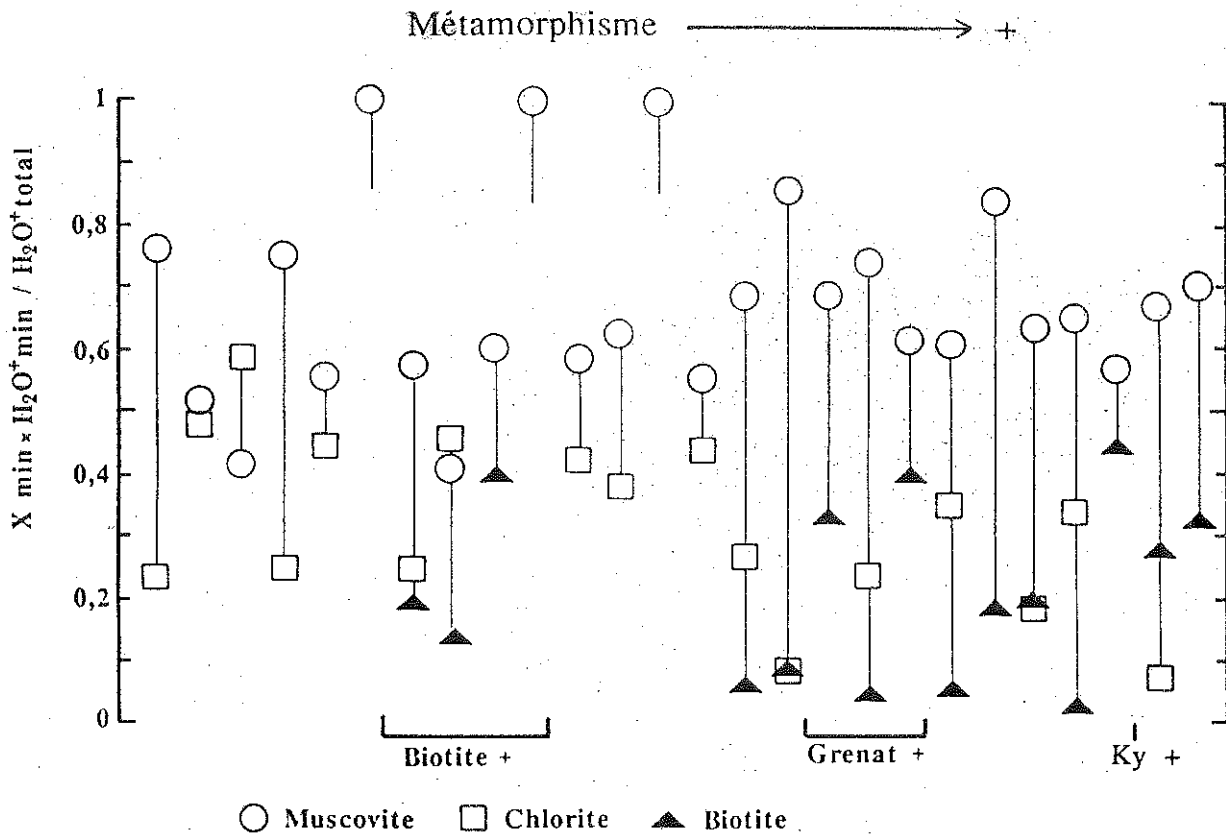 Métamorphisme +
X min = H₂O⁺min / H₂O⁺total
1
0,8
0,6
0,4
0,2
0
Biotite +
Grenat +
Ky +
Muscovite Chlorite Biotite